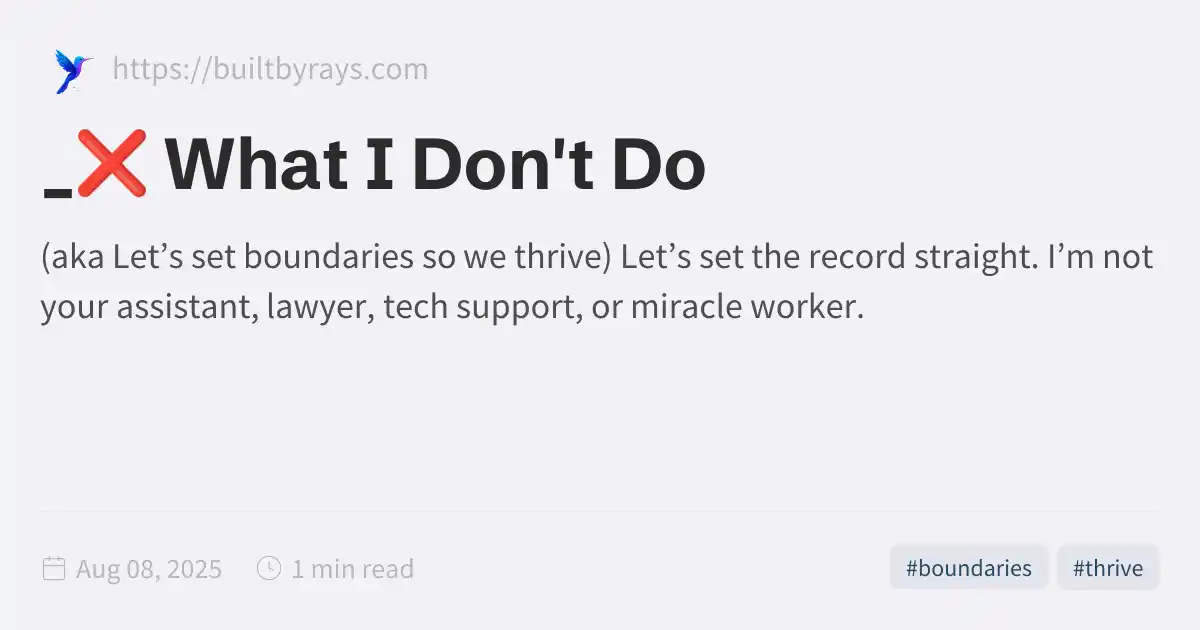 https://builtbyrays.com
_❌ What I Don't Do
(aka Let’s set boundaries so we thrive) Let’s set the record straight. I’m not
your assistant, lawyer, tech support, or miracle worker.
Aug 08, 2025 1 min read #boundaries #thrive